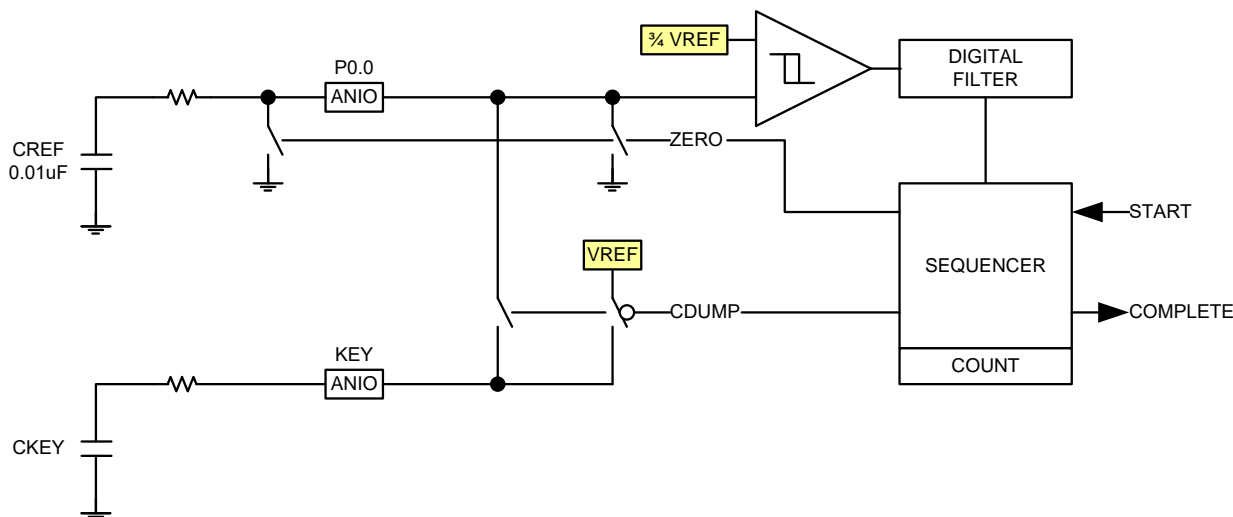 ¾ VREF
DIGITAL
FILTER
P0.0
ANIO
CREF
0.01uF
ZERO
START
VREF
SEQUENCER
CDUMP
COMPLETE
KEY
ANIO
COUNT
CKEY